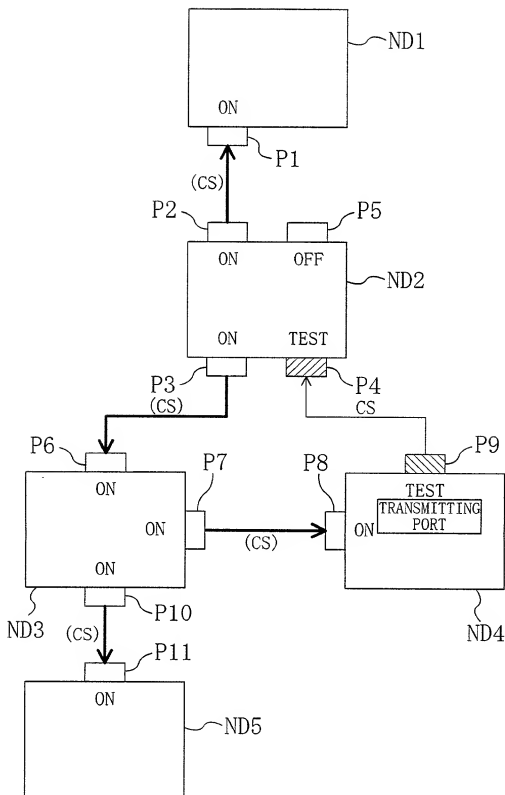 ND1
ON
P1
(CS)
P2
P5
ON
OFF
ND2
ON
TEST
P3
P4
(CS)
CS
P6
P7
P8
P9
ON
TEST
TRANSMITTING
PORT
ON
ON
(CS)
ON
P10
ND3
ND4
(CS)
P11
ON
ND5